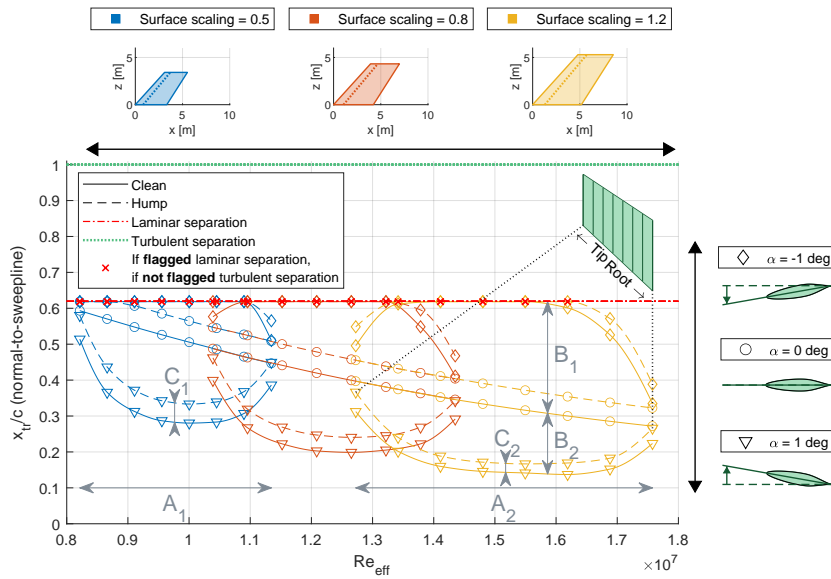 Surface scaling = 0.5
Surface scaling = 0.8
Surface scaling = 1.2
z [m]
5
0
0
5
10
x [m]
z [m]
5
0
0
5
10
x [m]
z [m]
5
0
0
5
10
x [m]
Clean
Hump
Laminar separation
Turbulent separation
If flagged laminar separation,
if not flagged turbulent separation
Tip Root
x_tr/c (normal-to-sweepline)
1
0.9
0.8
0.7
0.6
0.5
0.4
0.3
0.2
0.1
0
C_1
C_2
B_1
B_2
A_1
A_2
0.8
0.9
1
1.1
1.2
1.3
1.4
1.5
1.6
1.7
1.8
×10^7
Re_eff
α = -1 deg
α = 0 deg
α = 1 deg